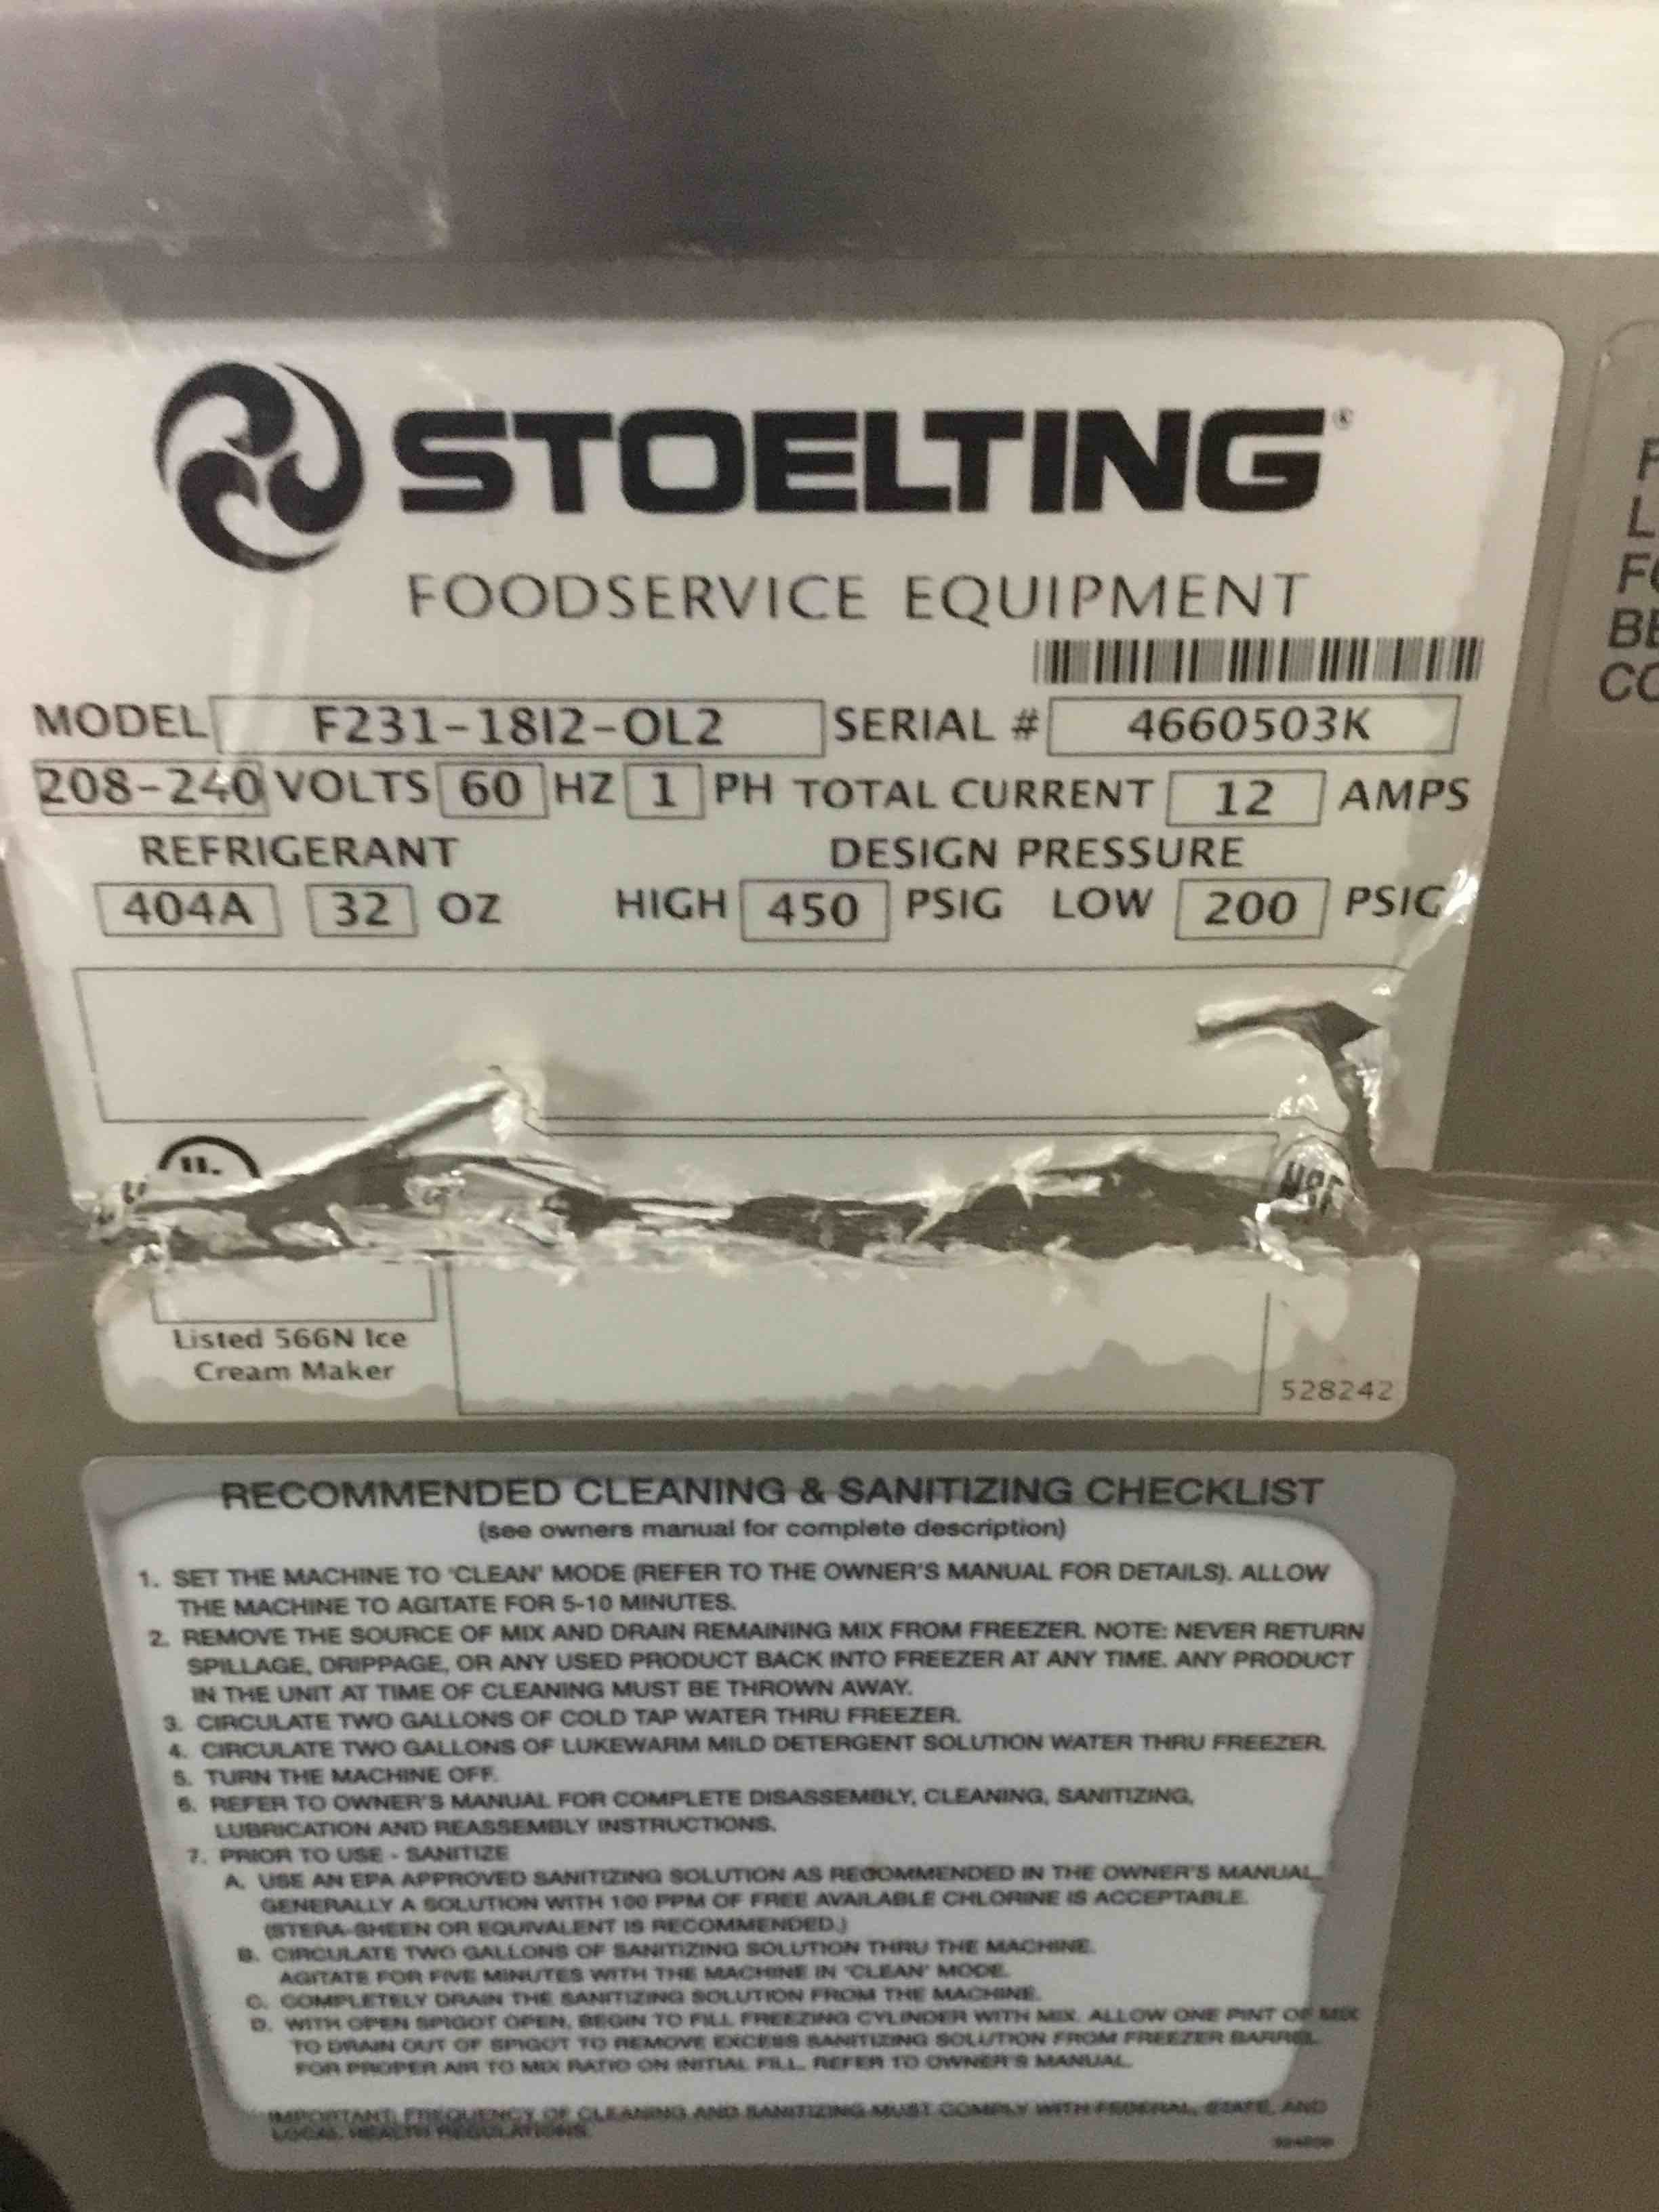 STOELTING®
FOODSERVICE EQUIPMENT
MODEL F231-18I2-OL2 SERIAL # 4660503K
208-240 VOLTS 60 HZ 1 PH TOTAL CURRENT 12 AMPS
REFRIGERANT DESIGN PRESSURE
404A 32 OZ HIGH 450 PSIG LOW 200 PSIG
UL
NSF
Listed 566N Ice
Cream Maker
528242
F
L
BE
CO
RECOMMENDED CLEANING & SANITIZING CHECKLIST
(see owners manual for complete description)
1. SET THE MACHINE TO 'CLEAN' MODE (REFER TO THE OWNER'S MANUAL FOR DETAILS). ALLOW
THE MACHINE TO AGITATE FOR 5-10 MINUTES.
2. REMOVE THE SOURCE OF MIX AND DRAIN REMAINING MIX FROM FREEZER. NOTE: NEVER RETURN
SPILLAGE, DRIPPAGE, OR ANY USED PRODUCT BACK INTO FREEZER AT ANY TIME. ANY PRODUCT
IN THE UNIT AT TIME OF CLEANING MUST BE THROWN AWAY.
3. CIRCULATE TWO GALLONS OF COLD TAP WATER THRU FREEZER.
4. CIRCULATE TWO GALLONS OF LUKEWARM MILD DETERGENT SOLUTION WATER THRU FREEZER.
5. TURN THE MACHINE OFF.
6. REFER TO OWNER'S MANUAL FOR COMPLETE DISASSEMBLY, CLEANING, SANITIZING,
LUBRICATION AND REASSEMBLY INSTRUCTIONS.
7. PRIOR TO USE - SANITIZE
A. USE AN EPA APPROVED SANITIZING SOLUTION AS RECOMMENDED IN THE OWNER'S MANUAL
GENERALLY A SOLUTION WITH 100 PPM OF FREE AVAILABLE CHLORINE IS ACCEPTABLE.
(STERA-SHEEN OR EQUIVALENT IS RECOMMENDED.)
B. CIRCULATE TWO GALLONS OF SANITIZING SOLUTION THRU THE MACHINE.
AGITATE FOR FIVE MINUTES WITH THE MACHINE IN 'CLEAN' MODE.
C. COMPLETELY DRAIN THE SANITIZING SOLUTION FROM THE MACHINE.
D. WITH OPEN SPIGOT OPEN, BEGIN TO FILL FREEZING CYLINDER WITH MIX. ALLOW ONE PINT OF MIX
TO DRAIN OUT OF SPIGOT TO REMOVE EXCESS SANITIZING SOLUTION FROM FREEZER BARREL.
FOR PROPER AIR TO MIX RATIO ON INITIAL FILL, REFER TO OWNER'S MANUAL.
IMPORTANT: FREQUENCY OF CLEANING AND SANITIZING MUST COMPLY WITH FEDERAL, STATE, AND
LOCAL HEALTH REGULATIONS.